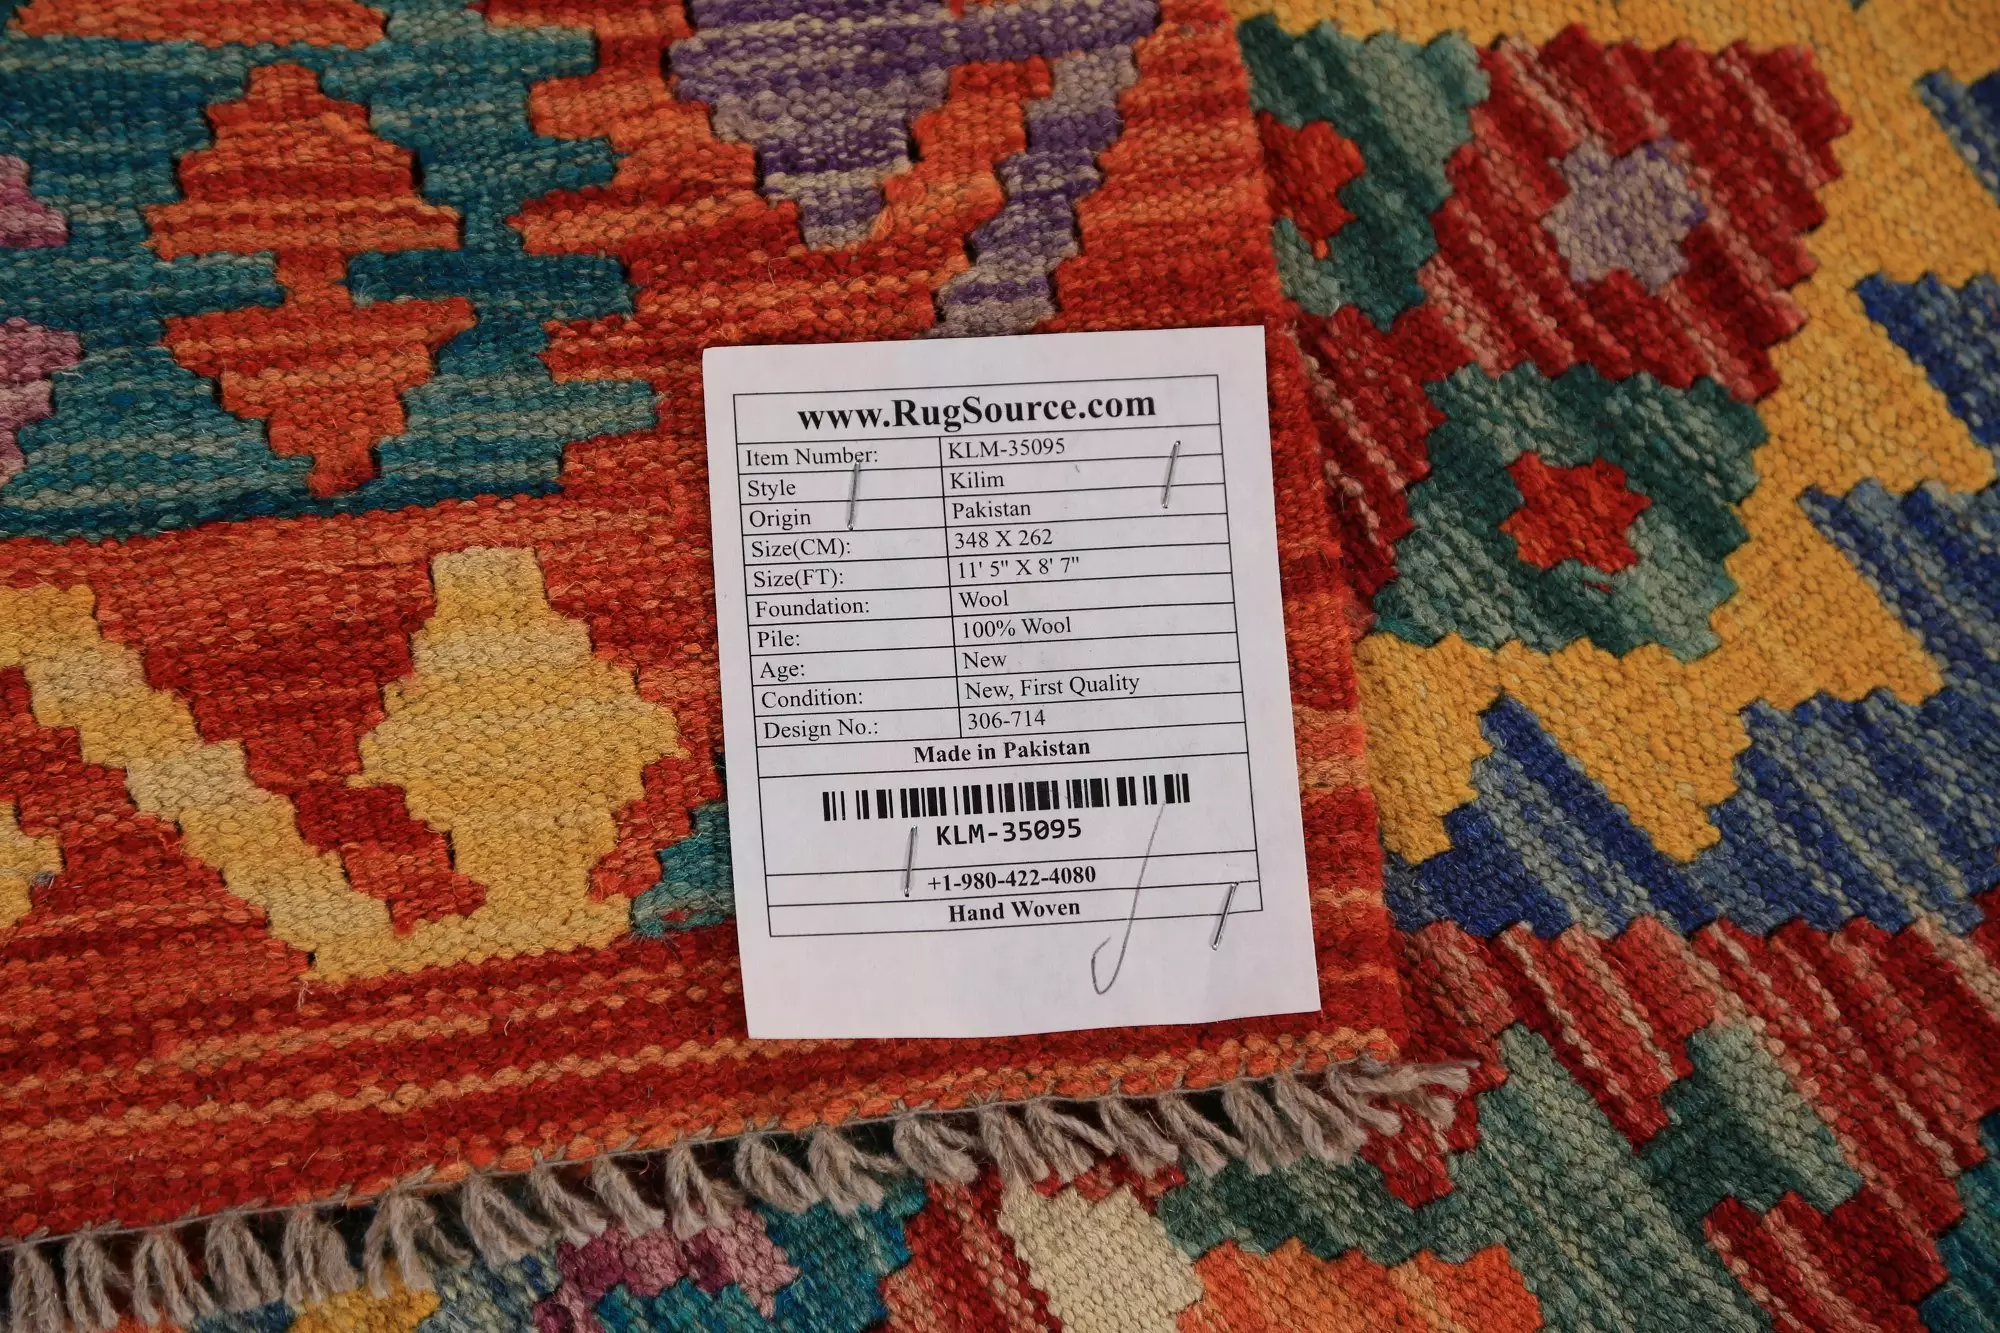 www.RugSource.com
Item Number: KLM-35095
Style Kilim
Origin Pakistan
Size(CM): 348 X 262
Size(FT): 11' 5" X 8' 7"
Foundation: Wool
Pile: 100% Wool
Age: New
Condition: New, First Quality
Design No.: 306-714
Made in Pakistan
KLM-35095
+1-980-422-4080
Hand Woven